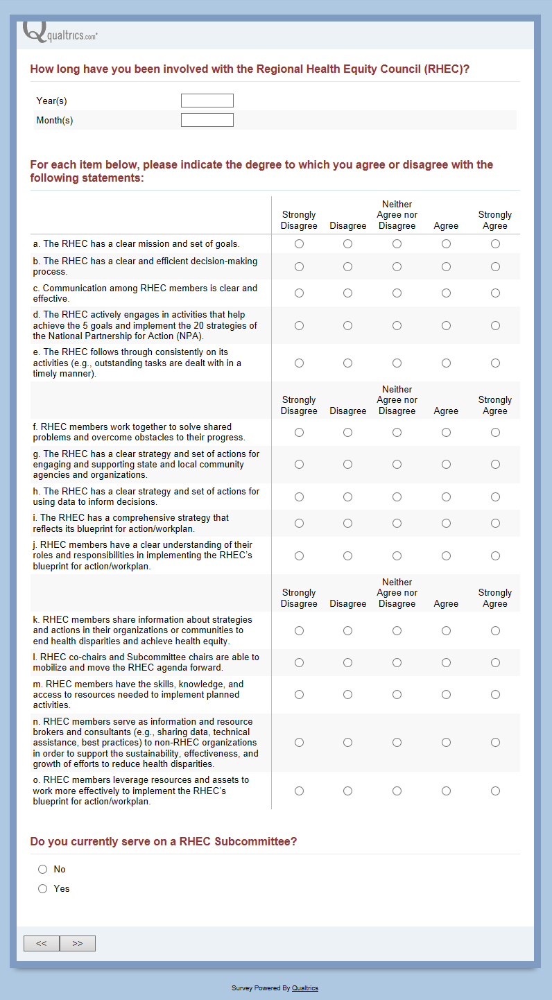 qualtrics.com
How long have you been involved with the Regional Health Equity Council (RHEC)?
Year(s)
Month(s)
For each item below, please indicate the degree to which you agree or disagree with the
following statements:
Strongly Disagree Disagree Neither Agree nor Disagree Agree Strongly Agree
a. The RHEC has a clear mission and set of goals.
b. The RHEC has a clear and efficient decision-making
process.
c. Communication among RHEC members is clear and
effective.
d. The RHEC actively engages in activities that help
achieve the 5 goals and implement the 20 strategies of
the National Partnership for Action (NPA).
e. The RHEC follows through consistently on its
activities (e.g., outstanding tasks are dealt with in a
timely manner).
Strongly Disagree Disagree Neither Agree nor Disagree Agree Strongly Agree
f. RHEC members work together to solve shared
problems and overcome obstacles to their progress.
g. The RHEC has a clear strategy and set of actions for
engaging and supporting state and local community
agencies and organizations.
h. The RHEC has a clear strategy and set of actions for
using data to inform decisions.
i. The RHEC has a comprehensive strategy that
reflects its blueprint for action/workplan.
j. RHEC members have a clear understanding of their
roles and responsibilities in implementing the RHEC's
blueprint for action/workplan.
Strongly Disagree Disagree Neither Agree nor Disagree Agree Strongly Agree
k. RHEC members share information about strategies
and actions in their organizations or communities to
end health disparities and achieve health equity.
l. RHEC co-chairs and Subcommittee chairs are able to
mobilize and move the RHEC agenda forward.
m. RHEC members have the skills, knowledge, and
access to resources needed to implement planned
activities.
n. RHEC members serve as information and resource
brokers and consultants (e.g., sharing data, technical
assistance, best practices) to non-RHEC organizations
in order to support the sustainability, effectiveness, and
growth of efforts to reduce health disparities.
o. RHEC members leverage resources and assets to
work more effectively to implement the RHEC's
blueprint for action/workplan.
Do you currently serve on a RHEC Subcommittee?
No
Yes
<< >>
Survey Powered By Qualtrics